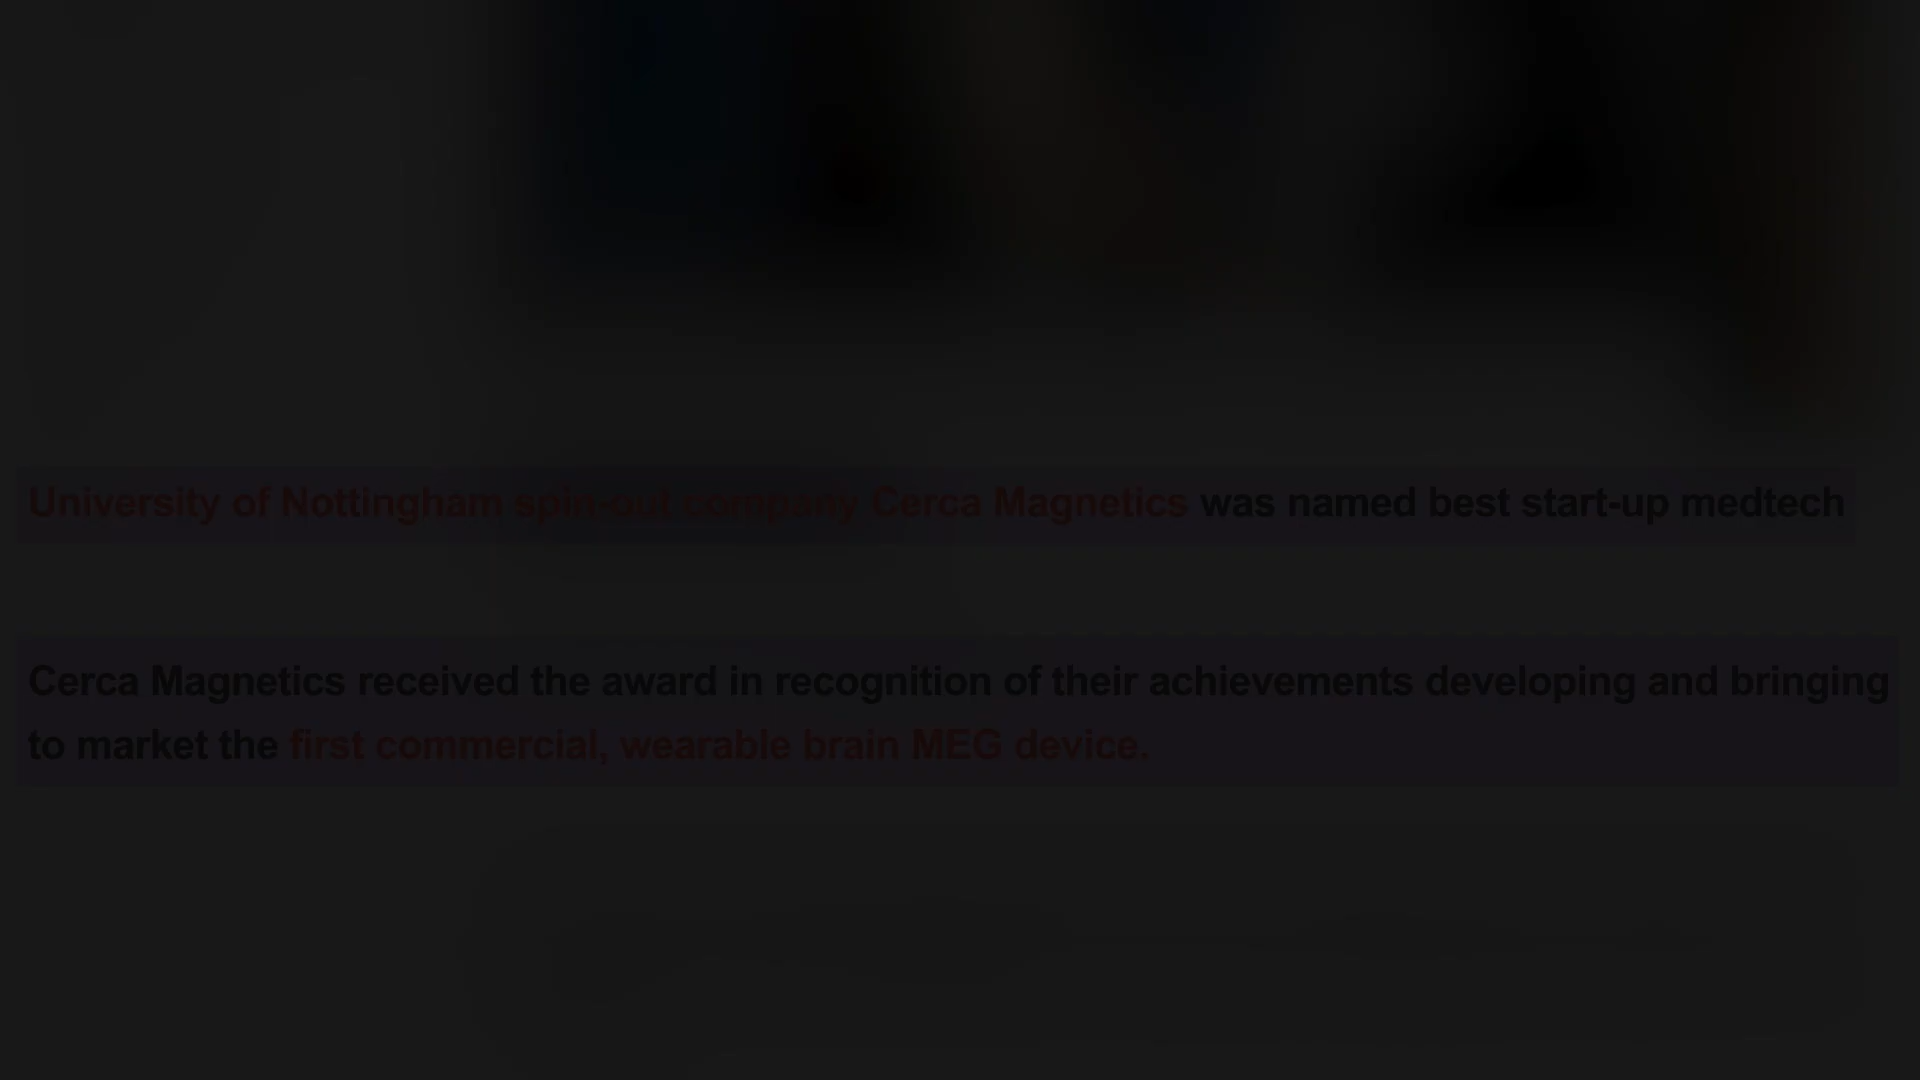 University of Nottingham spin-out company Cerca Magnetics was named best start-up medtech
Cerca Magnetics received the award in recognition of their achievements developing and bringing
to market the first commercial, wearable brain MEG device.